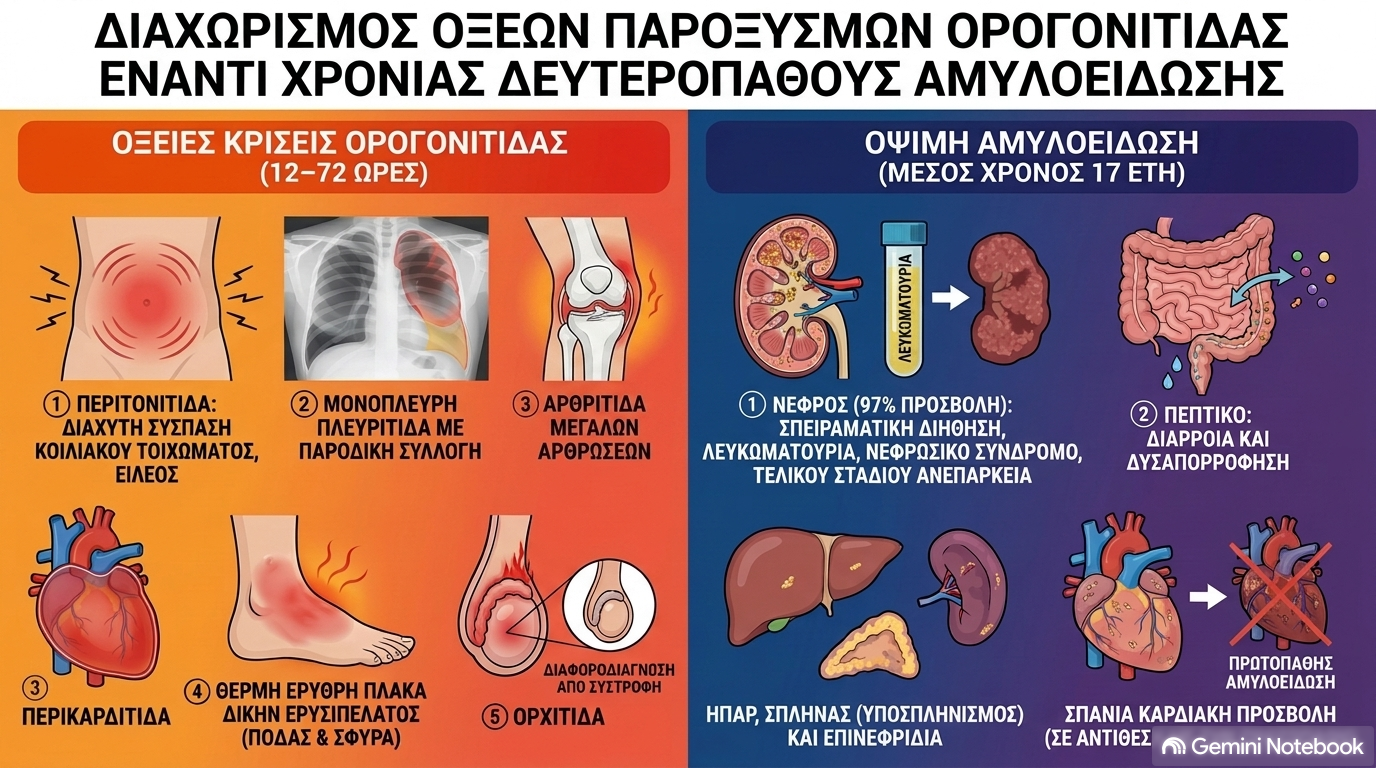 ΔΙΑΧΩΡΙΣΜΟΣ ΟΞΕΩΝ ΠΑΡΟΞΥΣΜΩΝ ΟΡΟΓΟΝΙΤΙΔΑΣ
ΕΝΑΝΤΙ ΧΡΟΝΙΑΣ ΔΕΥΤΕΡΟΠΑΘΟΥΣ ΑΜΥΛΟΕΙΔΩΣΗΣ
ΟΞΕΙΕΣ ΚΡΙΣΕΙΣ ΟΡΟΓΟΝΙΤΙΔΑΣ
(12–72 ΩΡΕΣ)
① ΠΕΡΙΤΟΝΙΤΙΔΑ:
ΔΙΑΧΥΤΗ ΣΥΣΠΑΣΗ
ΚΟΙΛΙΑΚΟΥ ΤΟΙΧΩΜΑΤΟΣ,
ΕΙΛΕΟΣ
② ΜΟΝΟΠΛΕΥΡΗ
ΠΛΕΥΡΙΤΙΔΑ ΜΕ
ΠΑΡΟΔΙΚΗ ΣΥΛΛΟΓΗ
③ ΑΡΘΡΙΤΙΔΑ
ΜΕΓΑΛΩΝ
ΑΡΘΡΩΣΕΩΝ
③
ΠΕΡΙΚΑΡΔΙΤΙΔΑ
④ ΘΕΡΜΗ ΕΡΥΘΡΗ ΠΛΑΚΑ
ΔΙΚΗΝ ΕΡΥΣΙΠΕΛΑΤΟΣ
(ΠΟΔΑΣ & ΣΦΥΡΑ)
ΔΙΑΦΟΡΟΔΙΑΓΝΩΣΗ
ΑΠΟ ΣΥΣΤΡΟΦΗ
⑤ ΟΡΧΙΤΙΔΑ
ΟΨΙΜΗ ΑΜΥΛΟΕΙΔΩΣΗ
(ΜΕΣΟΣ ΧΡΟΝΟΣ 17 ΕΤΗ)
ΛΕΥΚΩΜΑΤΟΥΡΙΑ
① ΝΕΦΡΟΣ (97% ΠΡΟΣΒΟΛΗ):
ΣΠΕΙΡΑΜΑΤΙΚΗ ΔΙΗΘΗΣΗ,
ΛΕΥΚΩΜΑΤΟΥΡΙΑ, ΝΕΦΡΩΣΙΚΟ ΣΥΝΔΡΟΜΟ,
ΤΕΛΙΚΟΥ ΣΤΑΔΙΟΥ ΑΝΕΠΑΡΚΕΙΑ
② ΠΕΠΤΙΚΟ:
ΔΙΑΡΡΟΙΑ ΚΑΙ
ΔΥΣΑΠΟΡΡΟΦΗΣΗ
ΗΠΑΡ, ΣΠΛΗΝΑΣ (ΥΠΟΣΠΛΗΝΙΣΜΟΣ)
ΚΑΙ ΕΠΙΝΕΦΡΙΔΙΑ
ΠΡΩΤΟΠΑΘΗΣ
ΑΜΥΛΟΕΙΔΩΣΗ
ΣΠΑΝΙΑ ΚΑΡΔΙΑΚΗ ΠΡΟΣΒΟΛΗ
(ΣΕ ΑΝΤΙΘΕΣ
Gemini Notebook